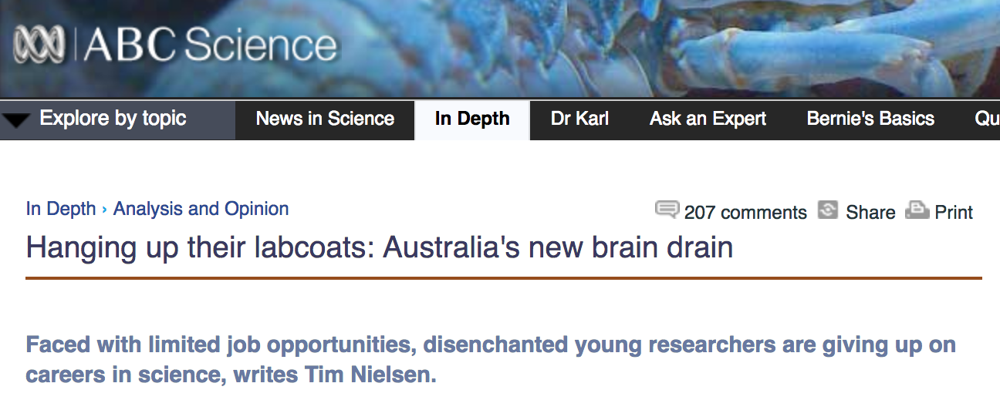 ABC Science
Explore by topic
News in Science
In Depth
Dr Karl
Ask an Expert
Bernie's Basics
Qu
In Depth › Analysis and Opinion
207 comments
Share
Print
Hanging up their labcoats: Australia's new brain drain
Faced with limited job opportunities, disenchanted young researchers are giving up on
careers in science, writes Tim Nielsen.